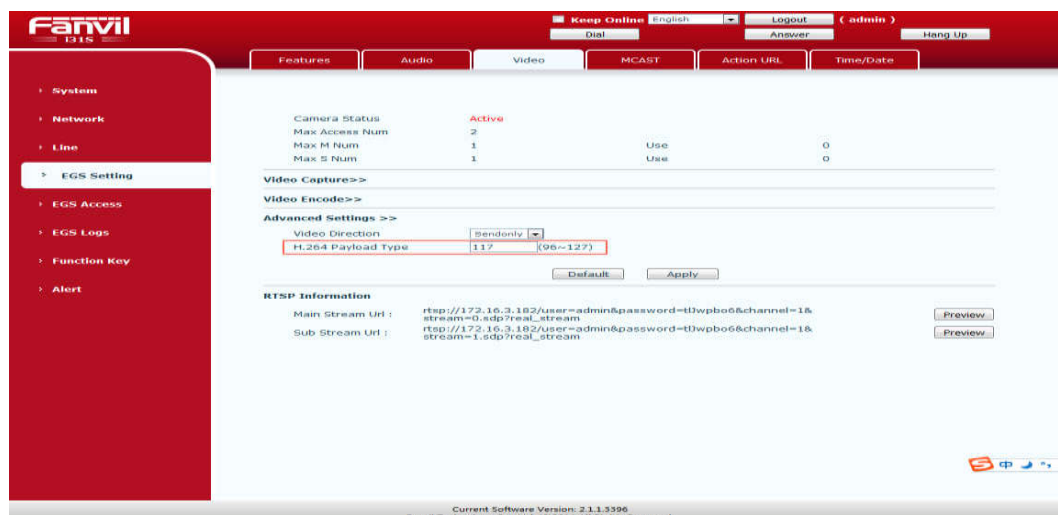 Fanvil
i31S
Keep Online English Logout ( admin )
Dial Answer Hang Up
Features Audio Video MCAST Action URL Time/Date
› System
› Network
› Line
› EGS Setting
› EGS Access
› EGS Logs
› Function Key
› Alert
Camera Status Active
Max Access Num 2
Max M Num 1 Use 0
Max S Num 1 Use 0
Video Capture>>
Video Encode>>
Advanced Settings >>
Video Direction Sendonly
H.264 Payload Type 117 (96~127)
Default Apply
RTSP Information
Main Stream Url : rtsp://172.16.3.182/user=admin&password=tlJwpbo6&channel=1&
stream=0.sdp?real_stream Preview
Sub Stream Url : rtsp://172.16.3.182/user=admin&password=tlJwpbo6&channel=1&
stream=1.sdp?real_stream Preview
S 中
Current Software Version: 2.1.1.3396